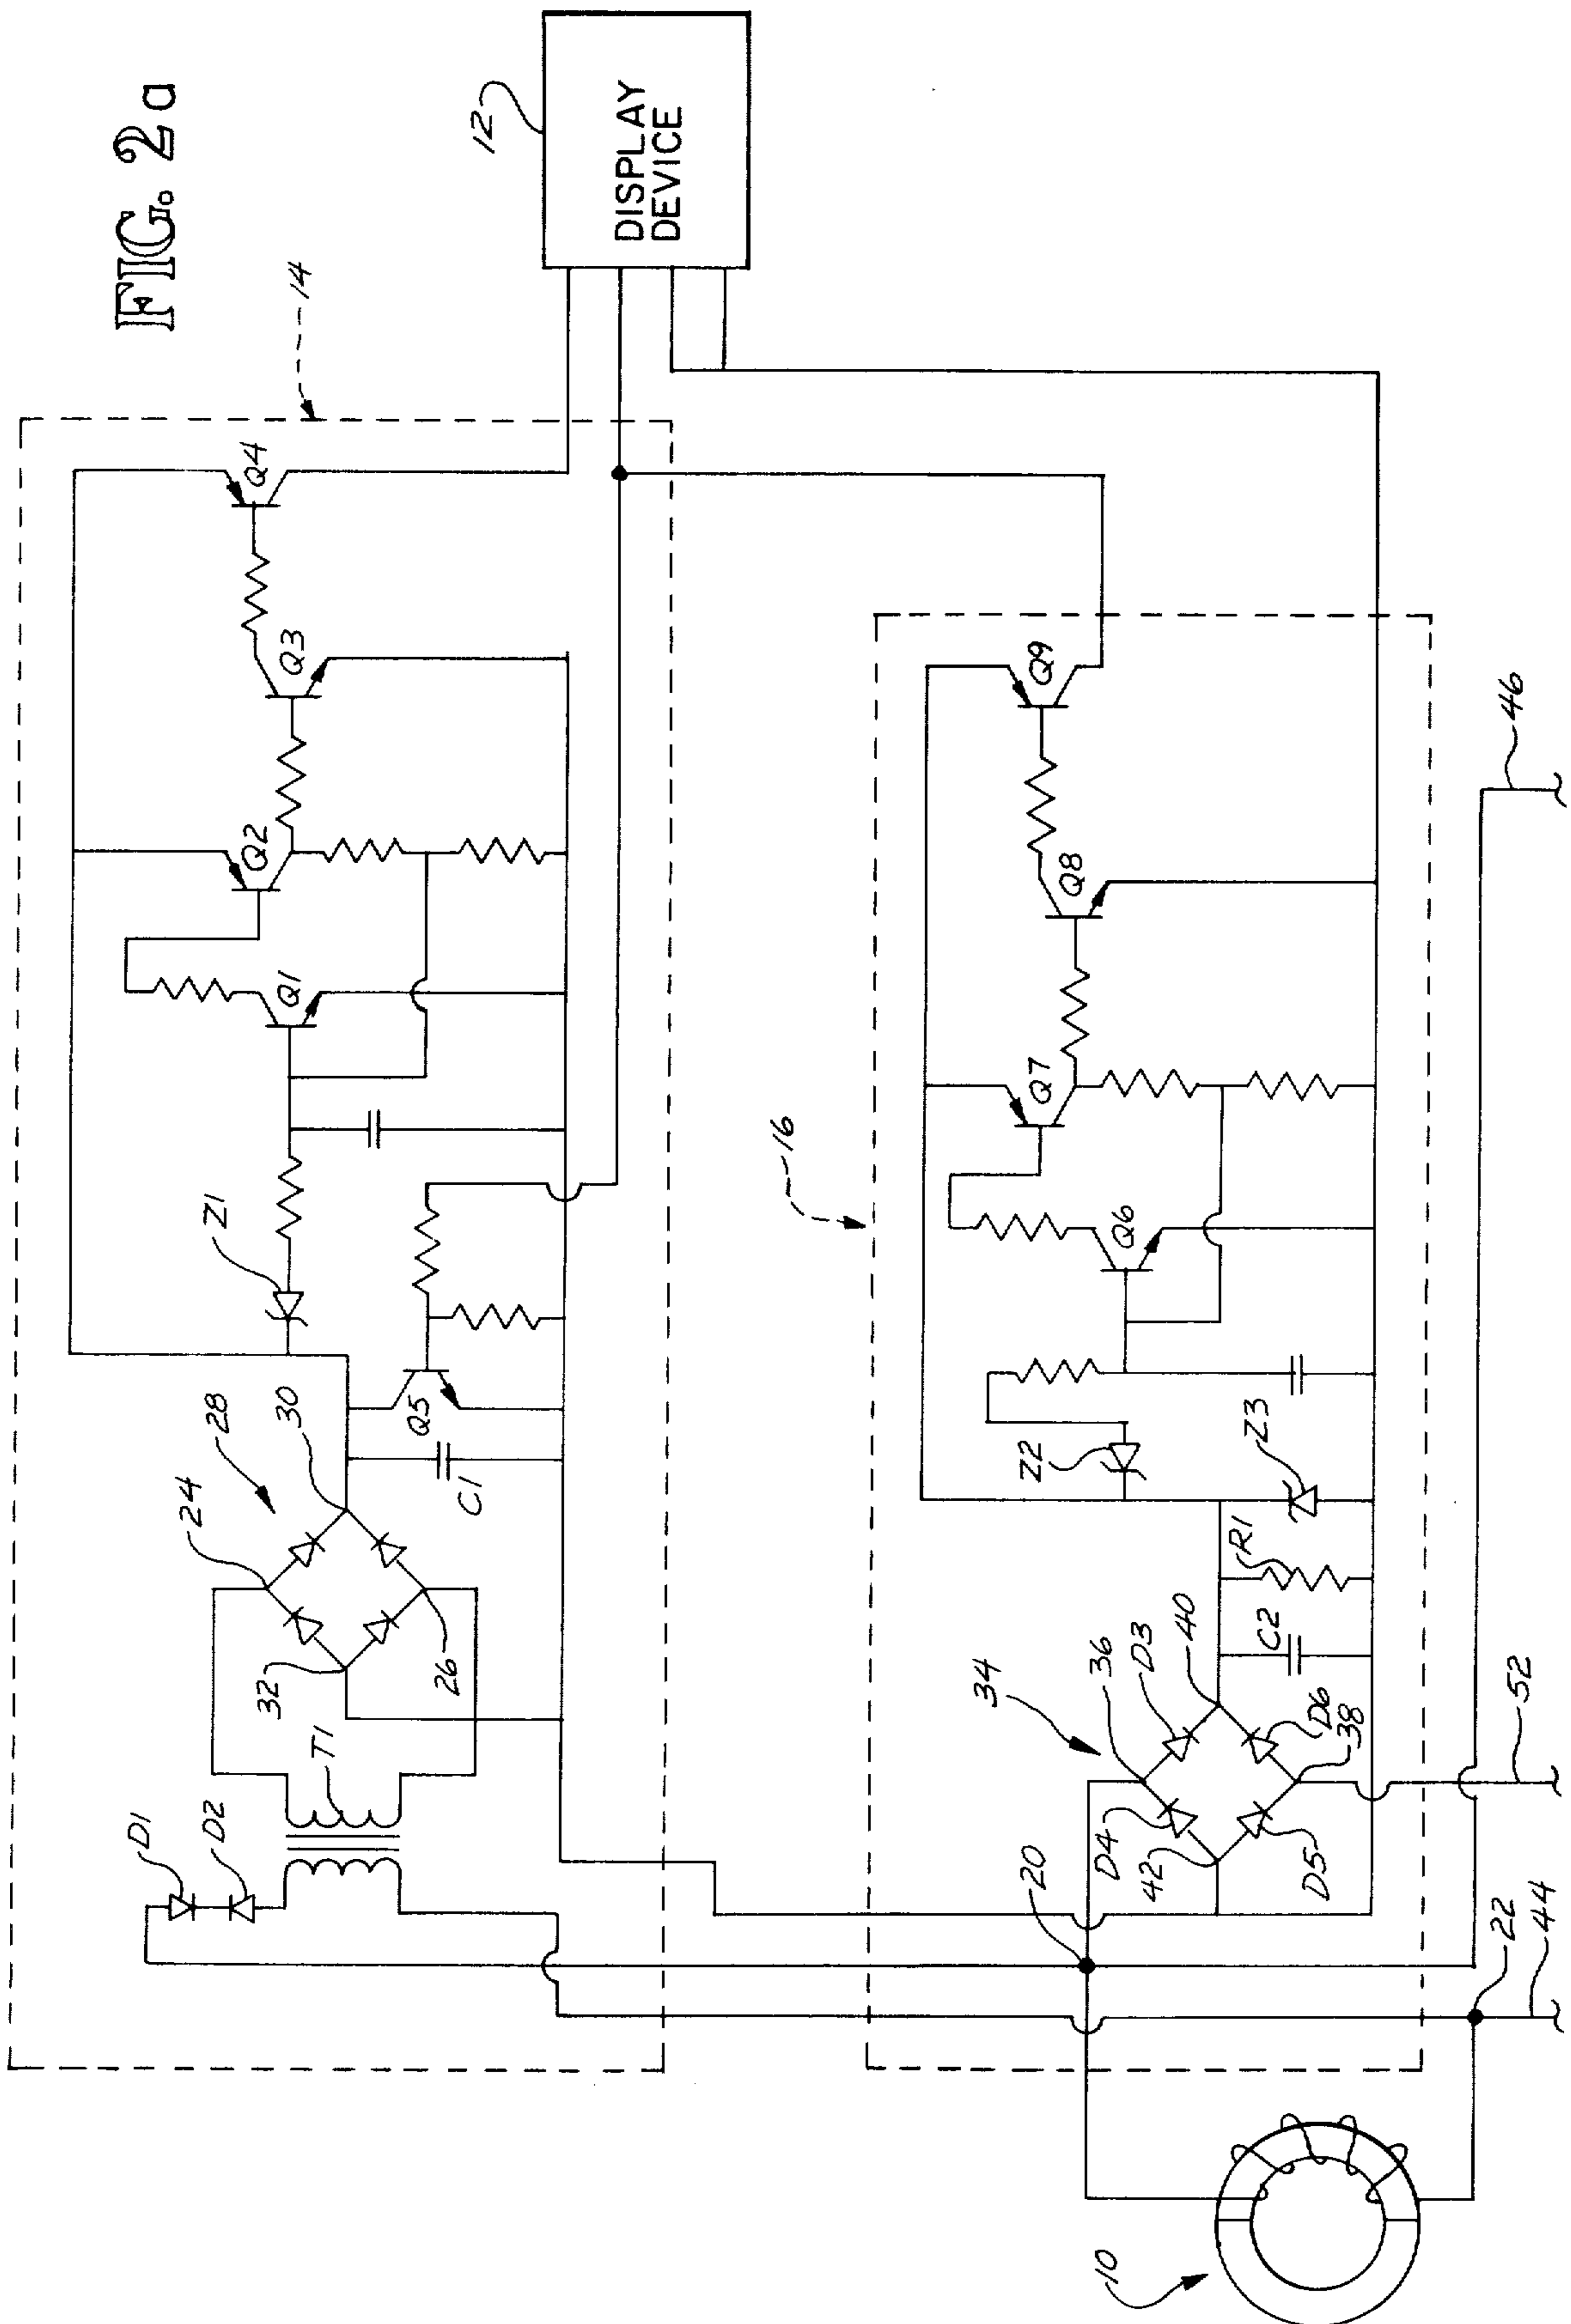 FIG. 2a
12
DISPLAY
DEVICE
14
Q4
Q3
Q2
Q1
Z1
Q5
30
28
24
C1
32
26
T1
D1
D2
16
Q9
Q8
Q7
Q6
Z2
Z3
R1
C2
40
D3
36
34
D6
38
D4
42
D5
20
22
44
52
46
10